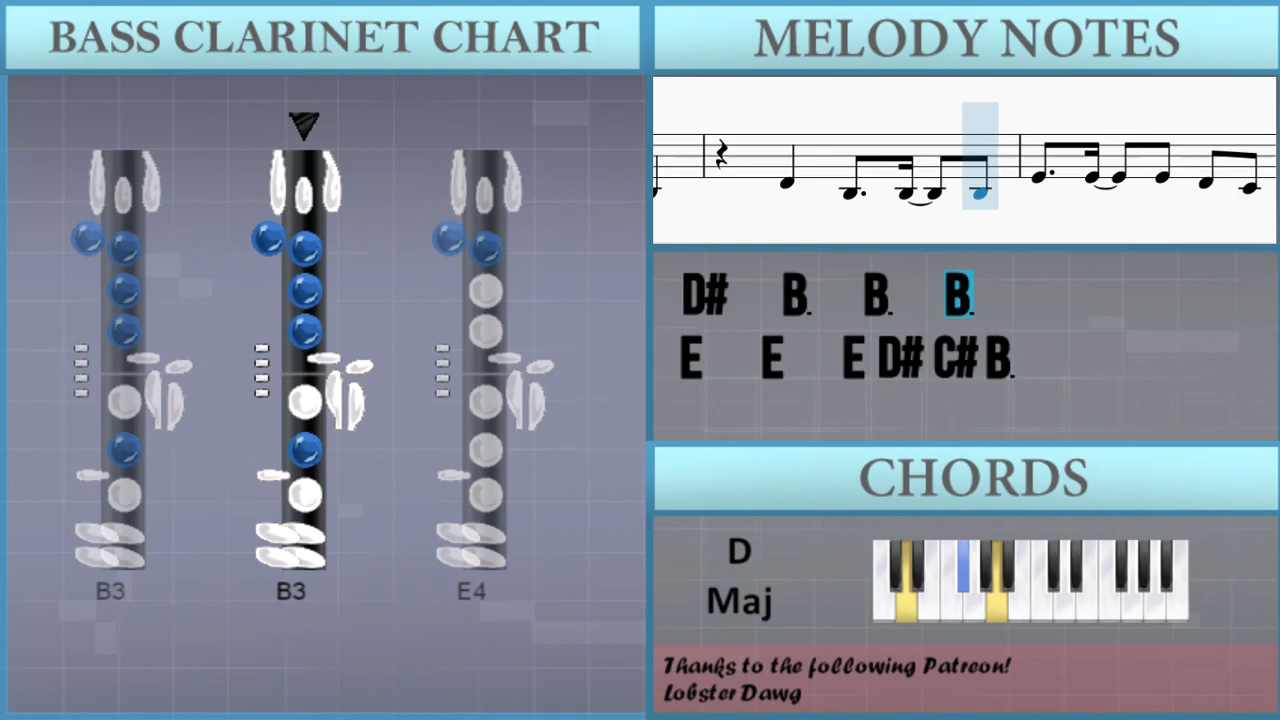 BASS CLARINET CHART
B3
B3
E4
MELODY NOTES
D# B. B. B.
E E E D# C# B.
CHORDS
D
Maj
Thanks to the following Patreon!
Lobster Dawg